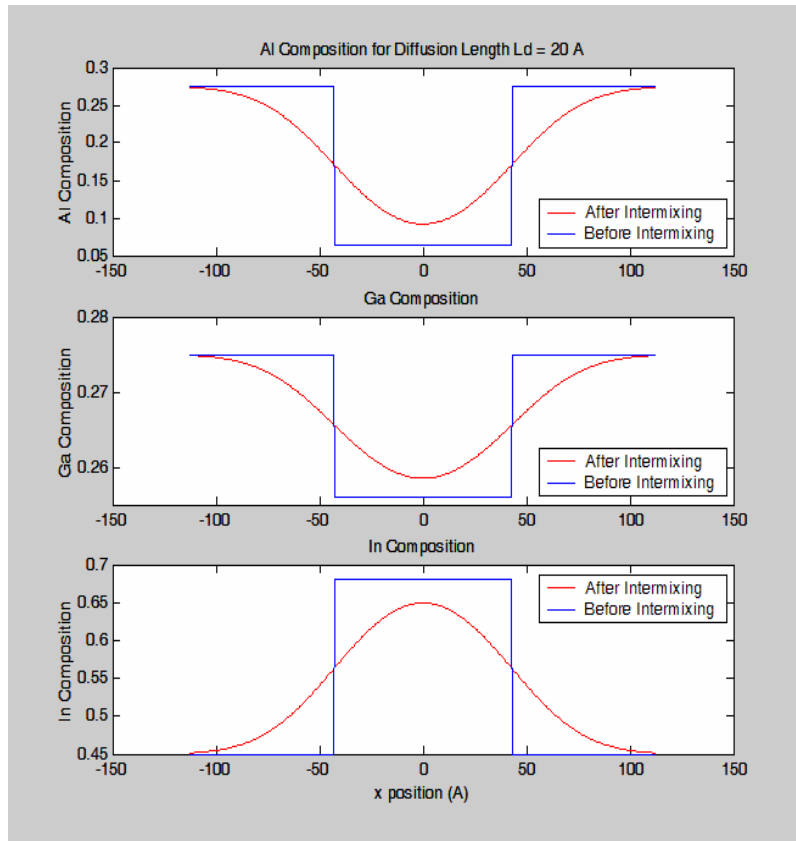 Al Composition for Diffusion Length Ld = 20 A
0.3
0.25
0.2
0.15
0.1
0.05
Al Composition
After Intermixing
Before Intermixing
-150 -100 -50 0 50 100 150
Ga Composition
0.28
0.27
0.26
Ga Composition
After Intermixing
Before Intermixing
-150 -100 -50 0 50 100 150
In Composition
0.7
0.65
0.6
0.55
0.5
0.45
In Composition
After Intermixing
Before Intermixing
-150 -100 -50 0 50 100 150
x position (A)